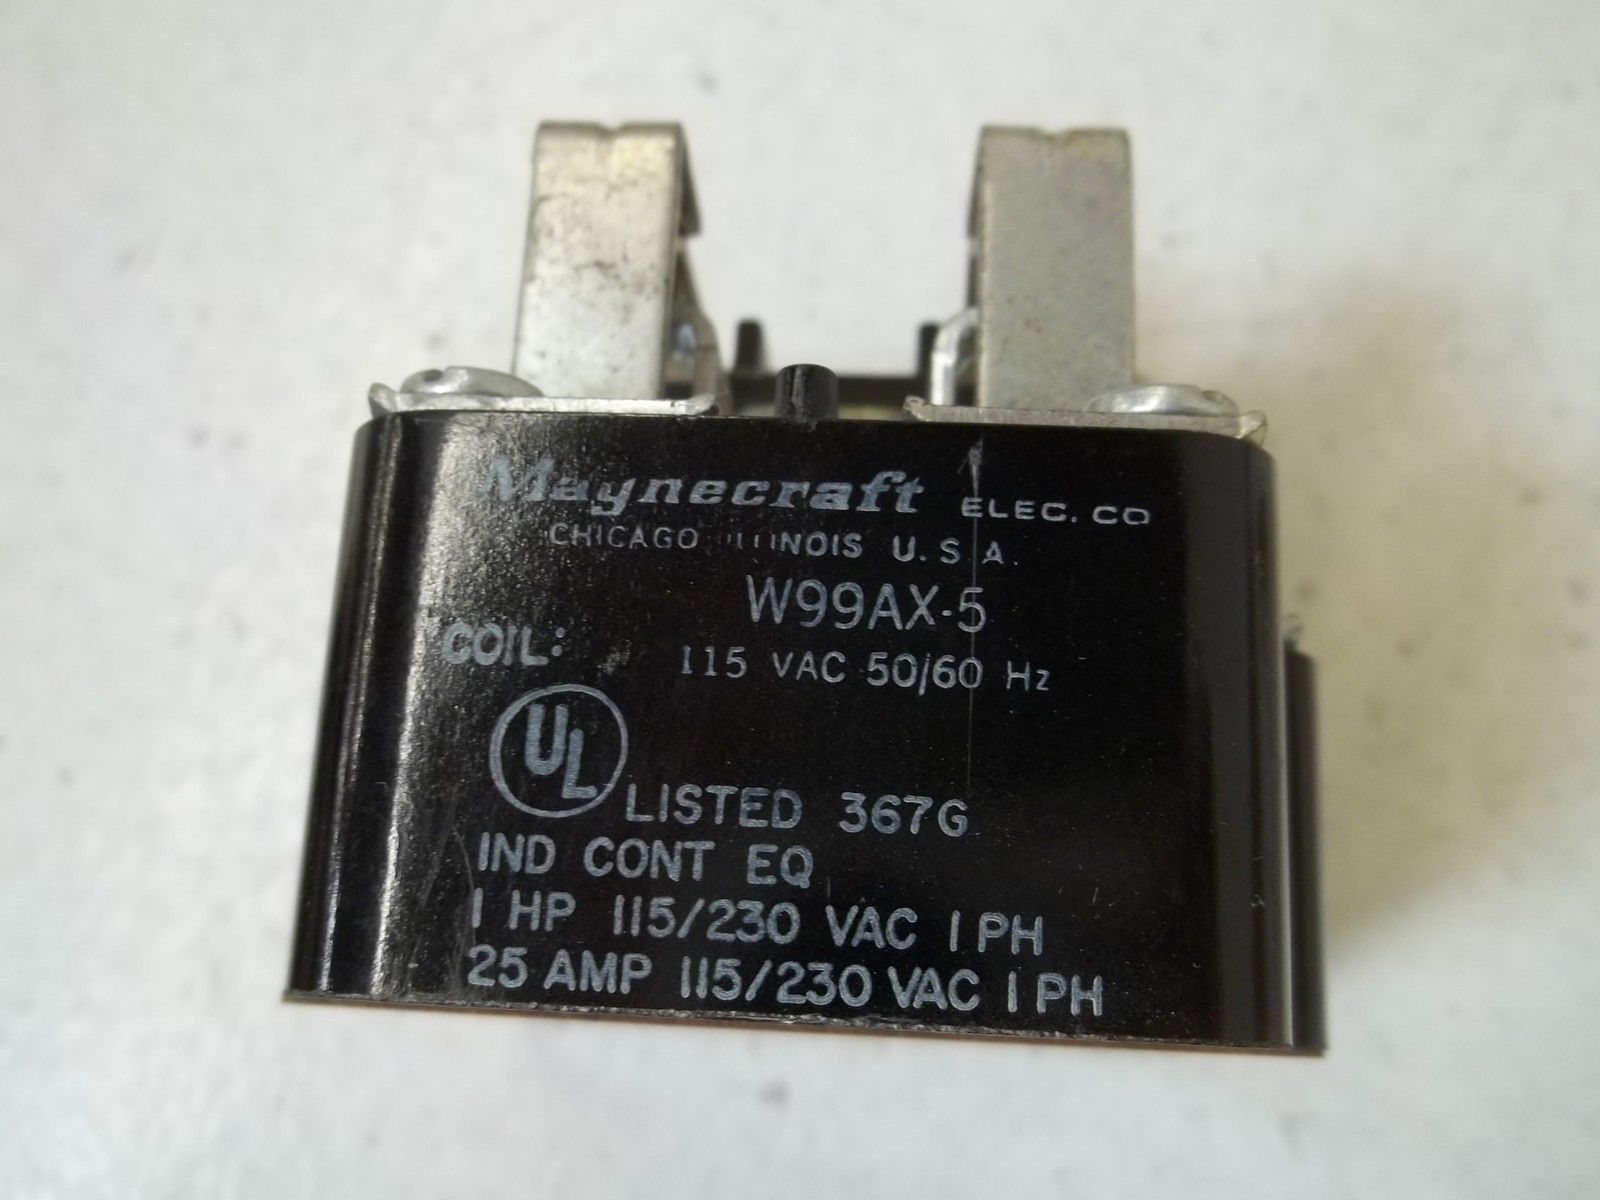 Magnecraft ELEC. CO
CHICAGO ILLINOIS U.S.A.
W99AX-5
COIL: 115 VAC 50/60 Hz
UL LISTED 367G
IND CONT EQ
1 HP 115/230 VAC 1 PH
25 AMP 115/230 VAC 1 PH